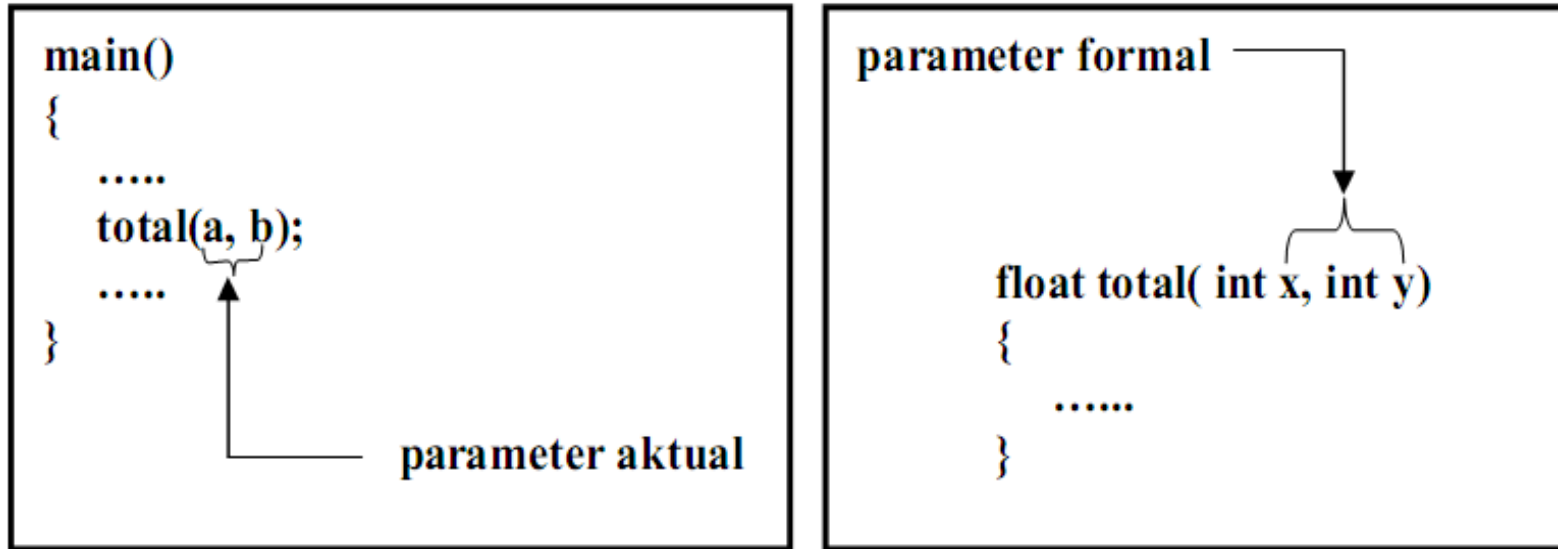 main()
{
…..
total(a, b);
…..
}
parameter aktual
parameter formal
float total( int x, int y)
{
…...
}